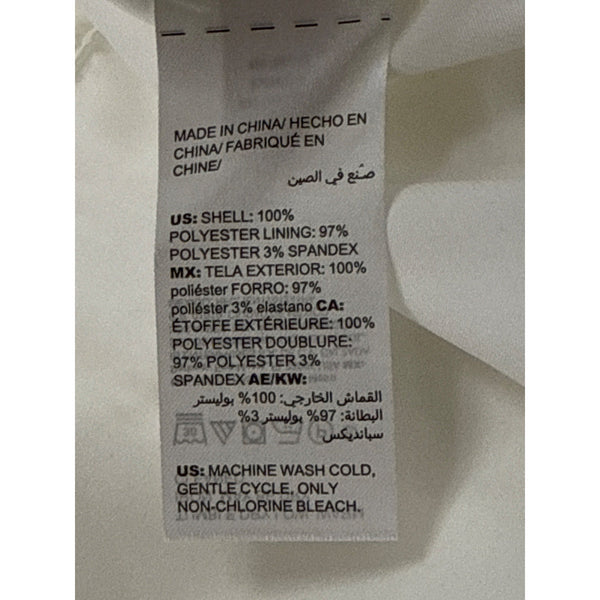 MADE IN CHINA/ HECHO EN
CHINA/ FABRIQUÉ EN
CHINE/
صنع في الصين
US: SHELL: 100%
POLYESTER LINING: 97%
POLYESTER 3% SPANDEX
MX: TELA EXTERIOR: 100%
poliéster FORRO: 97%
poliéster 3% elastano CA:
ÉTOFFE EXTÉRIEURE: 100%
POLYESTER DOUBLURE:
97% POLYESTER 3%
SPANDEX AE/KW:
القماش الخارجي: 100% بوليستر
البطانة: 97% بوليستر 3%
سبانديكس
US: MACHINE WASH COLD,
GENTLE CYCLE, ONLY
NON-CHLORINE BLEACH.